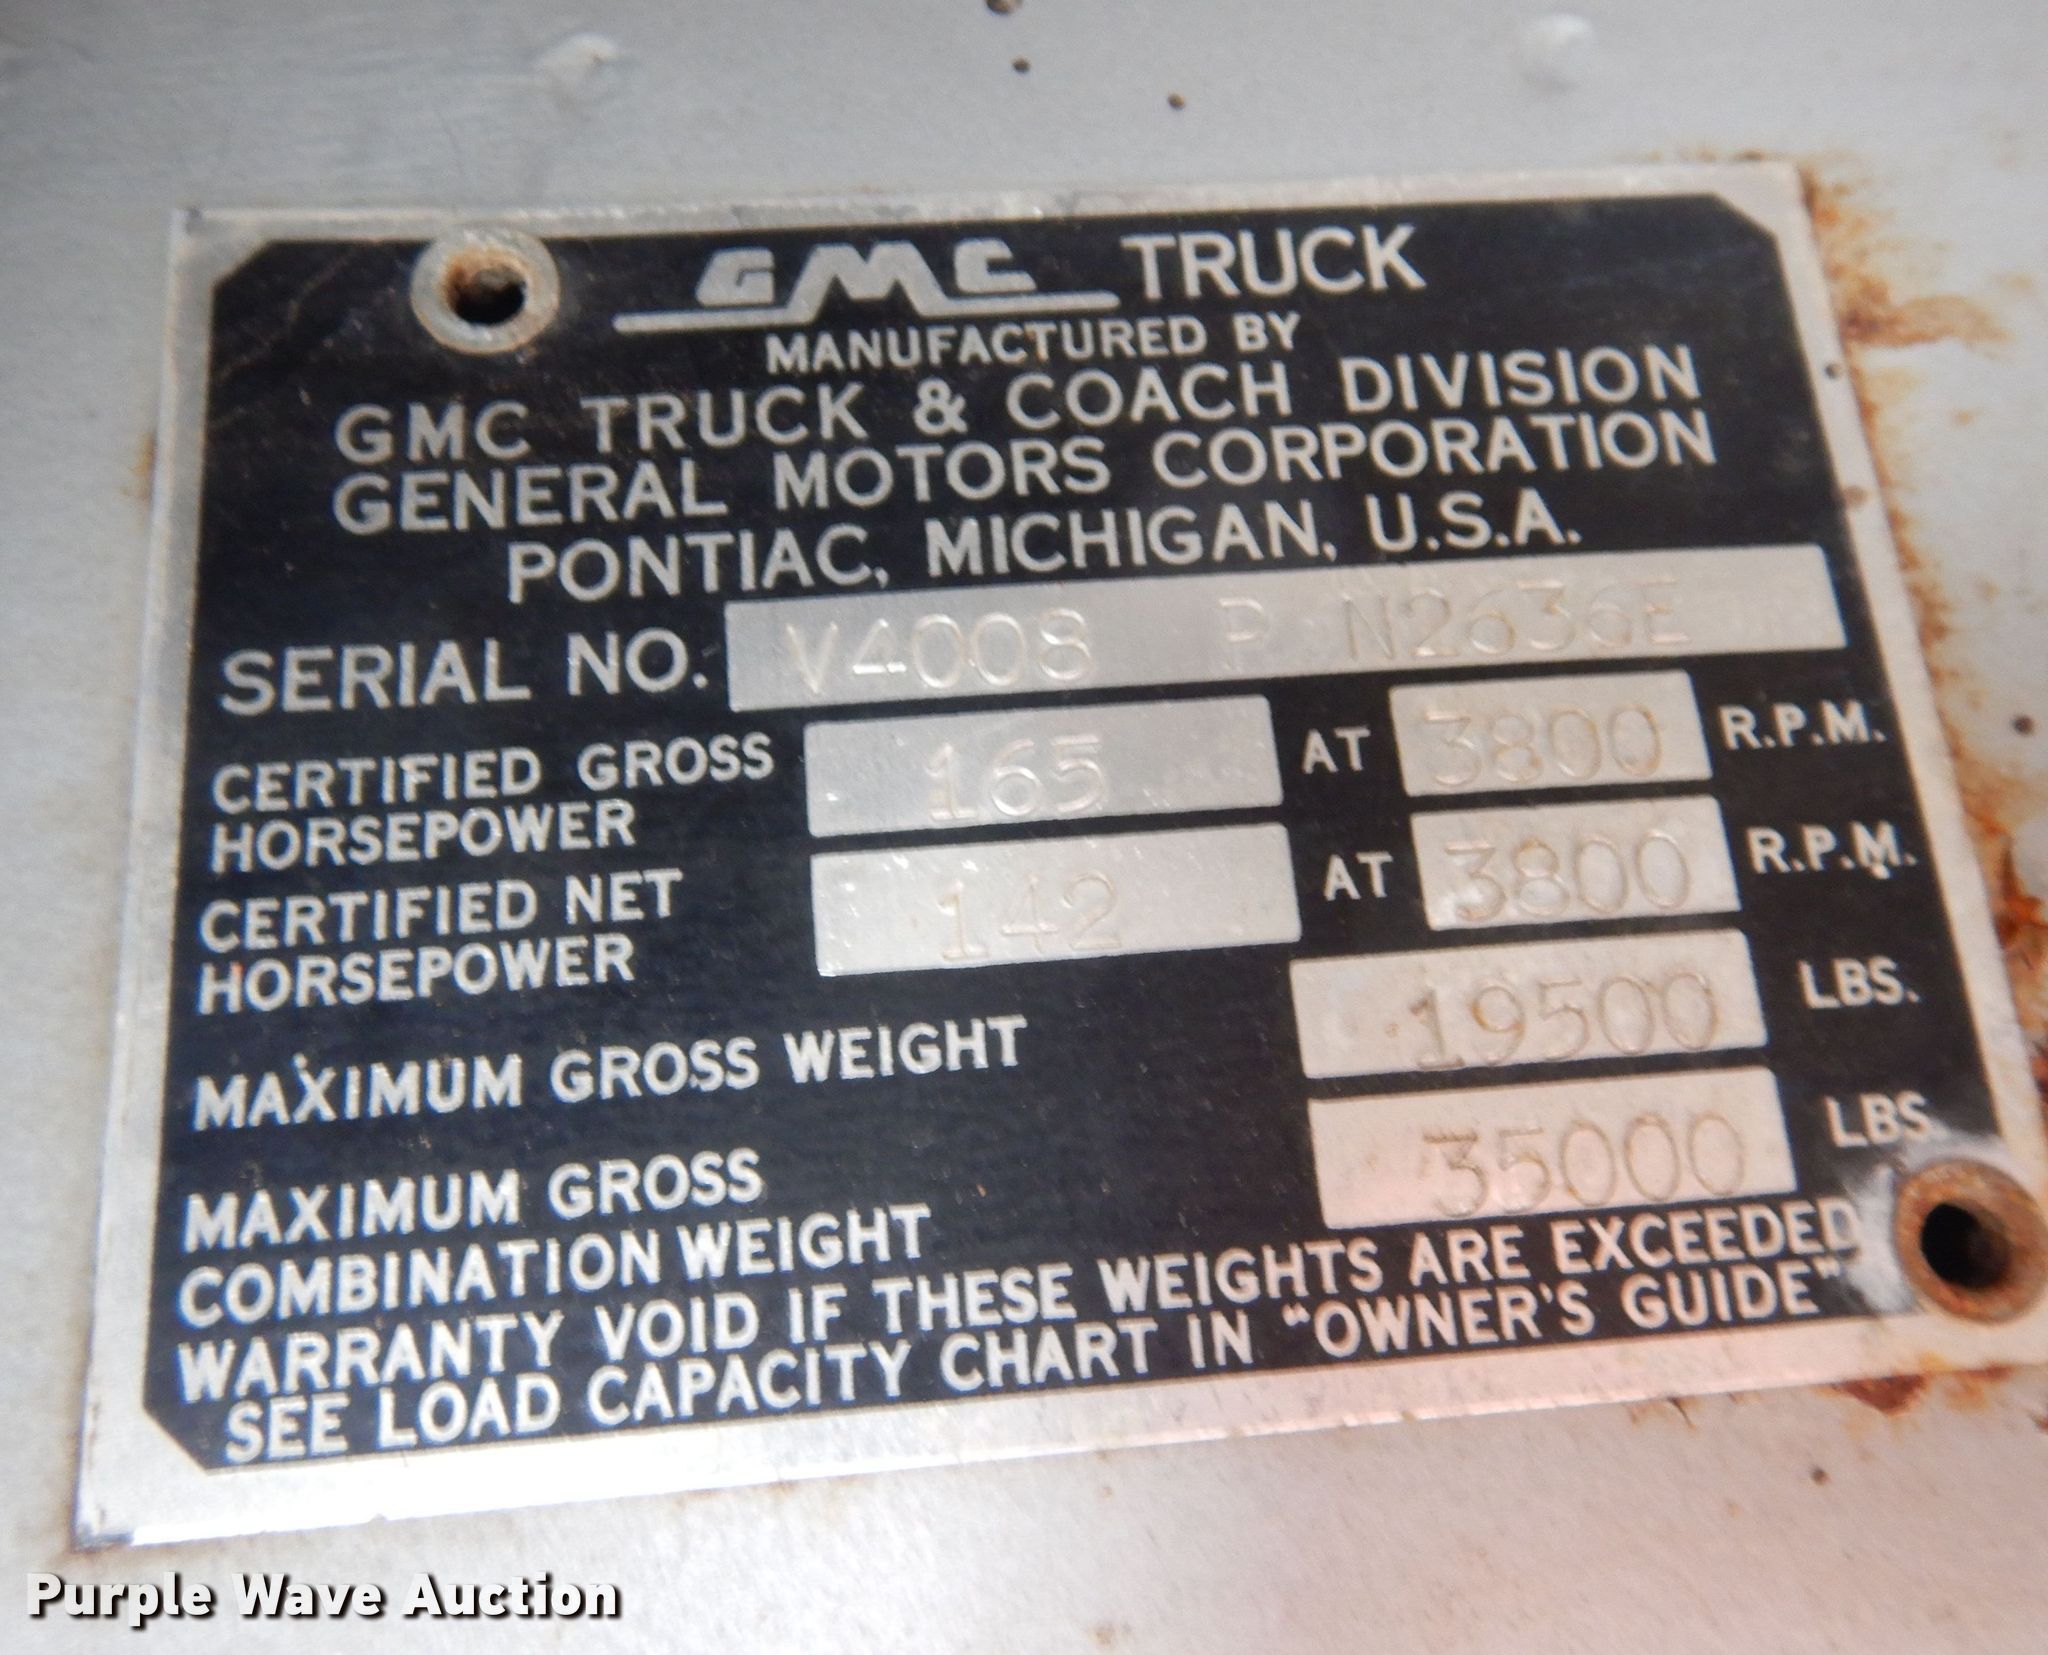 GMC TRUCK
MANUFACTURED BY
GMC TRUCK & COACH DIVISION
GENERAL MOTORS CORPORATION
PONTIAC, MICHIGAN, U.S.A.
SERIAL NO. V4008 P N2636E
CERTIFIED GROSS HORSEPOWER 165 AT 3800 R.P.M.
CERTIFIED NET HORSEPOWER 142 AT 3800 R.P.M.
MAXIMUM GROSS WEIGHT 19500 LBS.
MAXIMUM GROSS COMBINATION WEIGHT 35000 LBS.
WARRANTY VOID IF THESE WEIGHTS ARE EXCEEDED
SEE LOAD CAPACITY CHART IN "OWNER'S GUIDE"
Purple Wave Auction